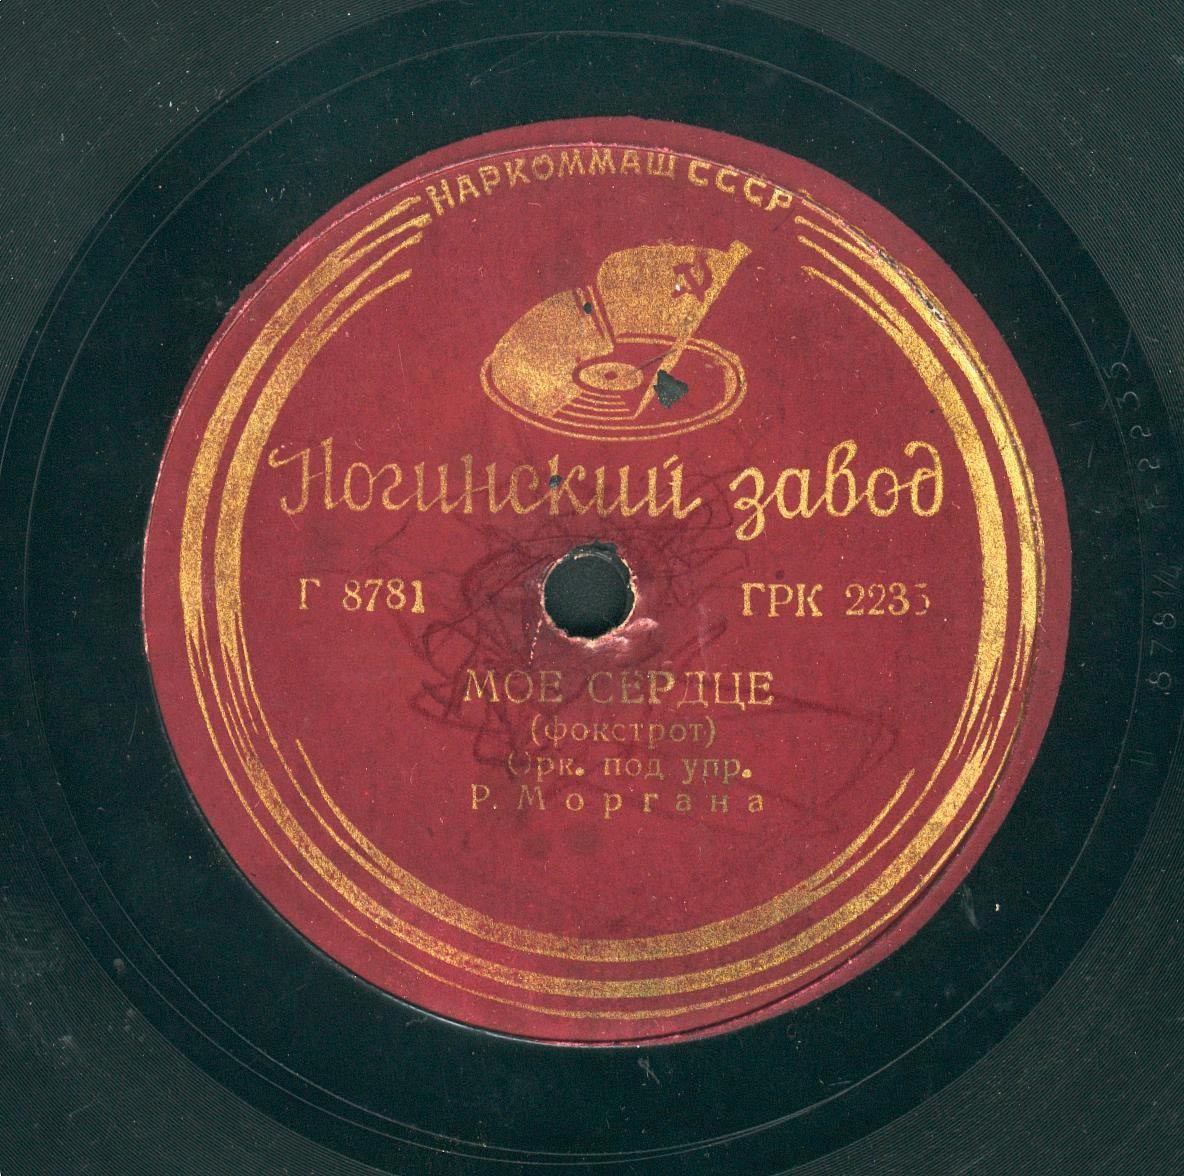 НАРКОММАШ СССР
Ногинский завод
Г 8781 ГРК 2235
МОЕ СЕРДЦЕ
(фокстрот)
Орк. под упр.
Р. Моргана